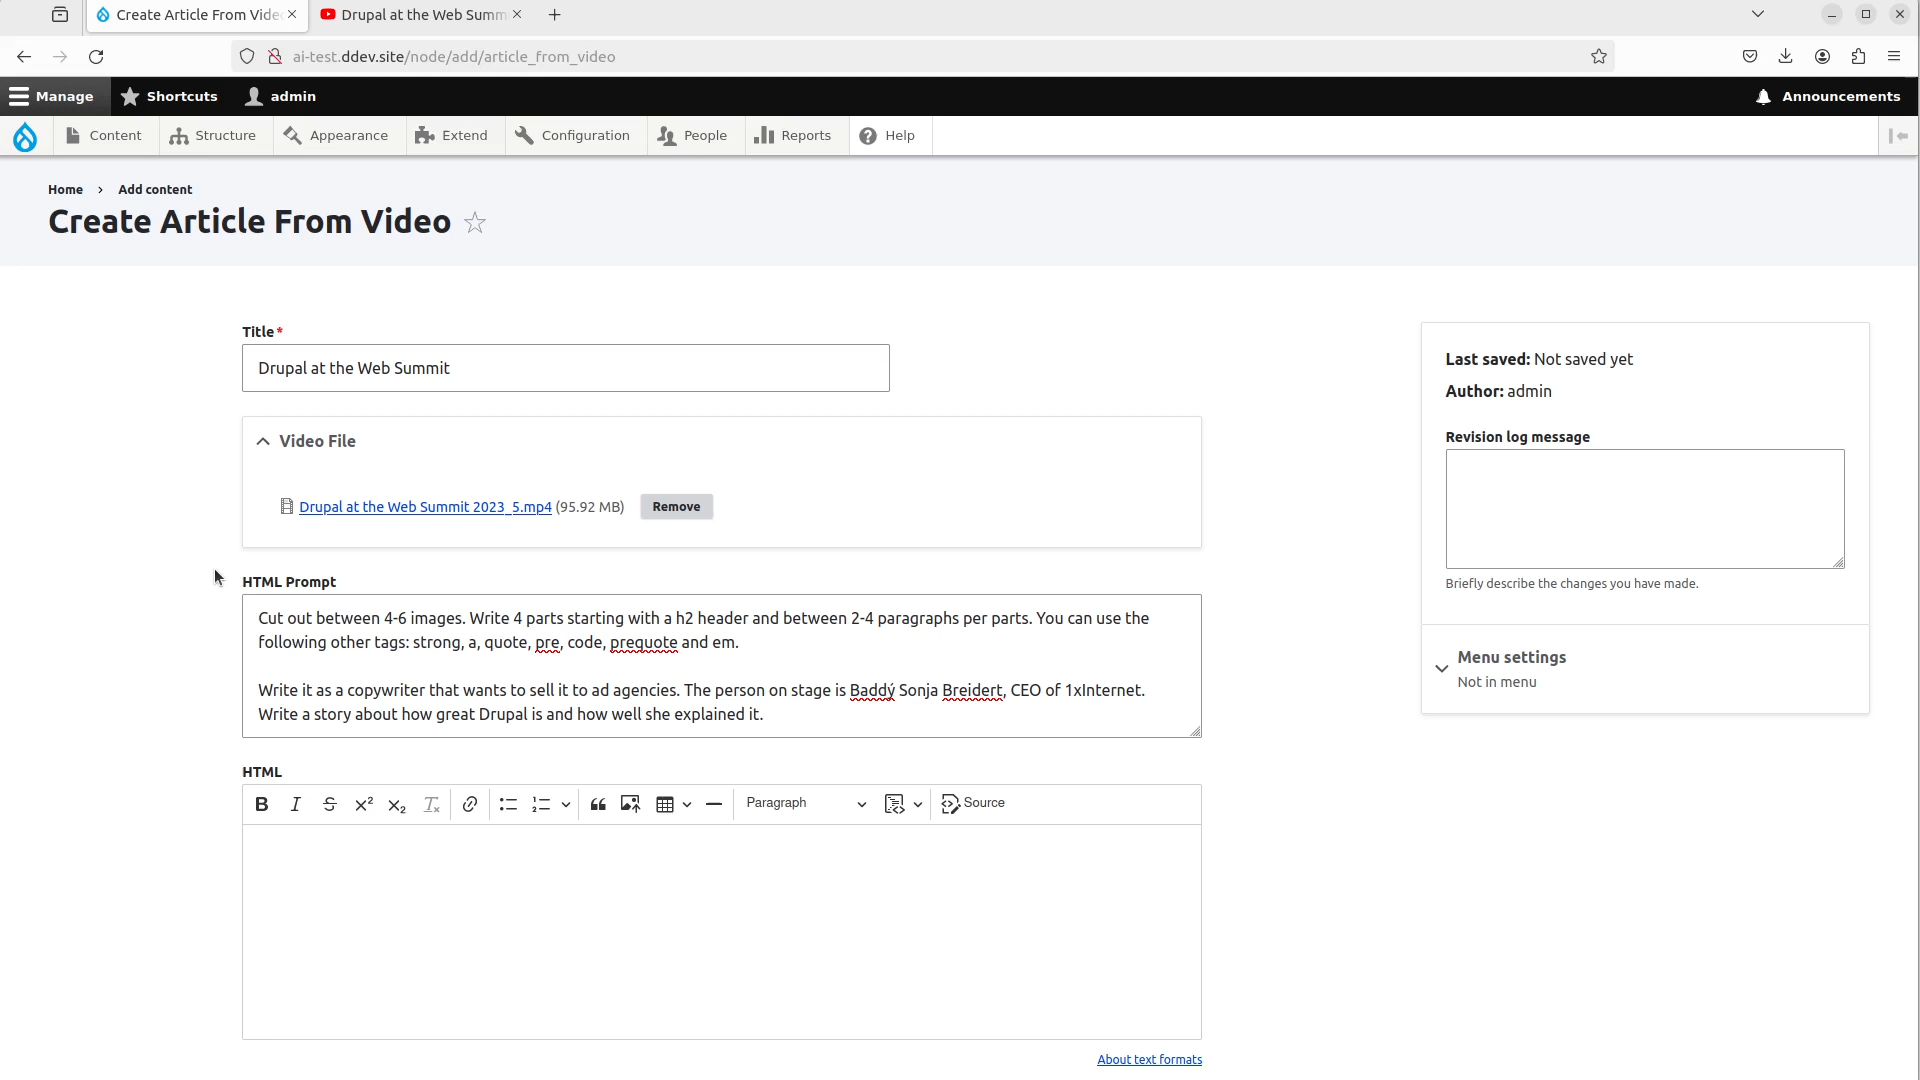 Create Article From Vide
Drupal at the Web Summ
ai-test.ddev.site/node/add/article_from_video
Manage
Shortcuts
admin
Announcements
Content
Structure
Appearance
Extend
Configuration
People
Reports
Help
Home › Add content
Create Article From Video
Title*
Drupal at the Web Summit
Video File
Drupal at the Web Summit 2023_5.mp4 (95.92 MB)
Remove
HTML Prompt
Cut out between 4-6 images. Write 4 parts starting with a h2 header and between 2-4 paragraphs per parts. You can use the
following other tags: strong, a, quote, pre, code, prequote and em.
Write it as a copywriter that wants to sell it to ad agencies. The person on stage is Baddý Sonja Breidert, CEO of 1xInternet.
Write a story about how great Drupal is and how well she explained it.
HTML
Paragraph
Source
About text formats
Last saved: Not saved yet
Author: admin
Revision log message
Briefly describe the changes you have made.
Menu settings
Not in menu